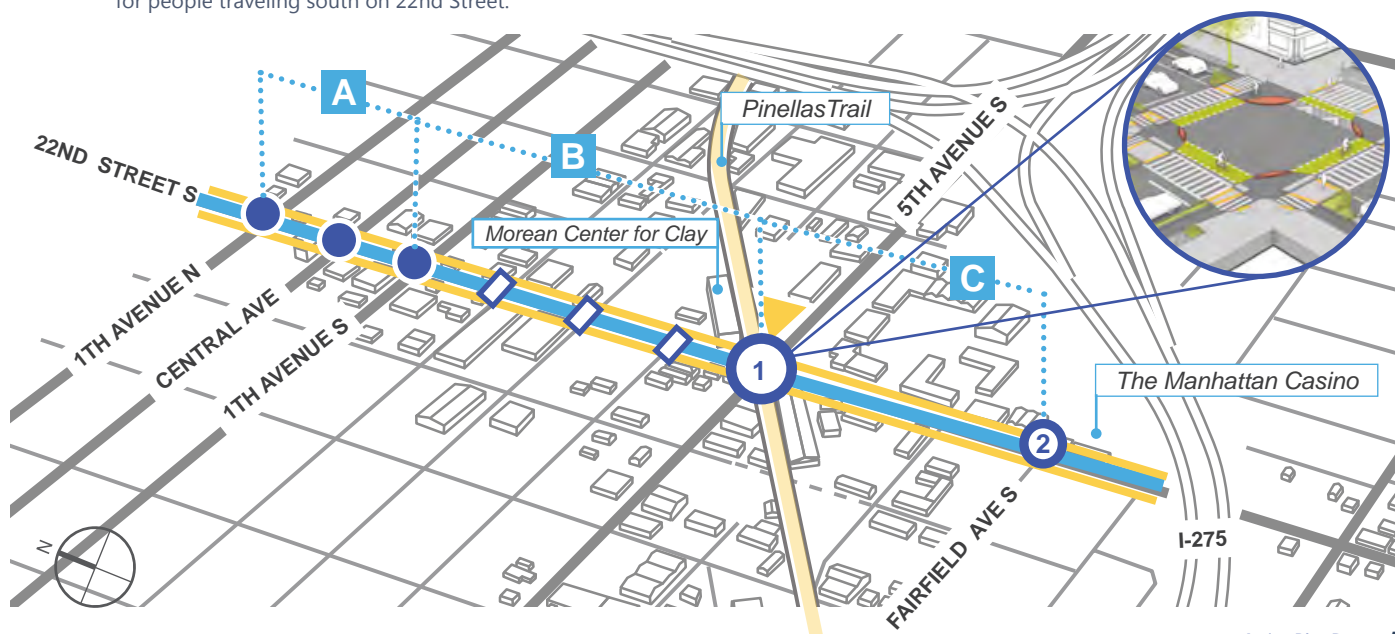 for people traveling south on 22nd Street.
A
PinellasTrail
B
5TH AVENUE S
22ND STREET S
Morean Center for Clay
C
1TH AVENUE N
CENTRAL AVE
1TH AVENUE S
1
The Manhattan Casino
2
FAIRFIELD AVE S
I-275
N